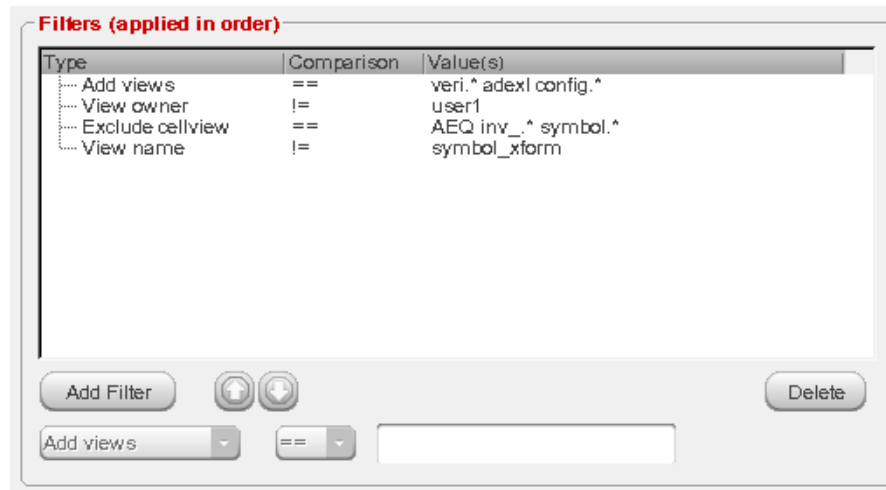 Filters (applied in order)
Type Comparison Value(s)
Add views == veri.* adexl config.*
View owner != user1
Exclude cellview == AEQ inv_.* symbol.*
View name != symbol_xform
Add Filter Delete
Add views ==